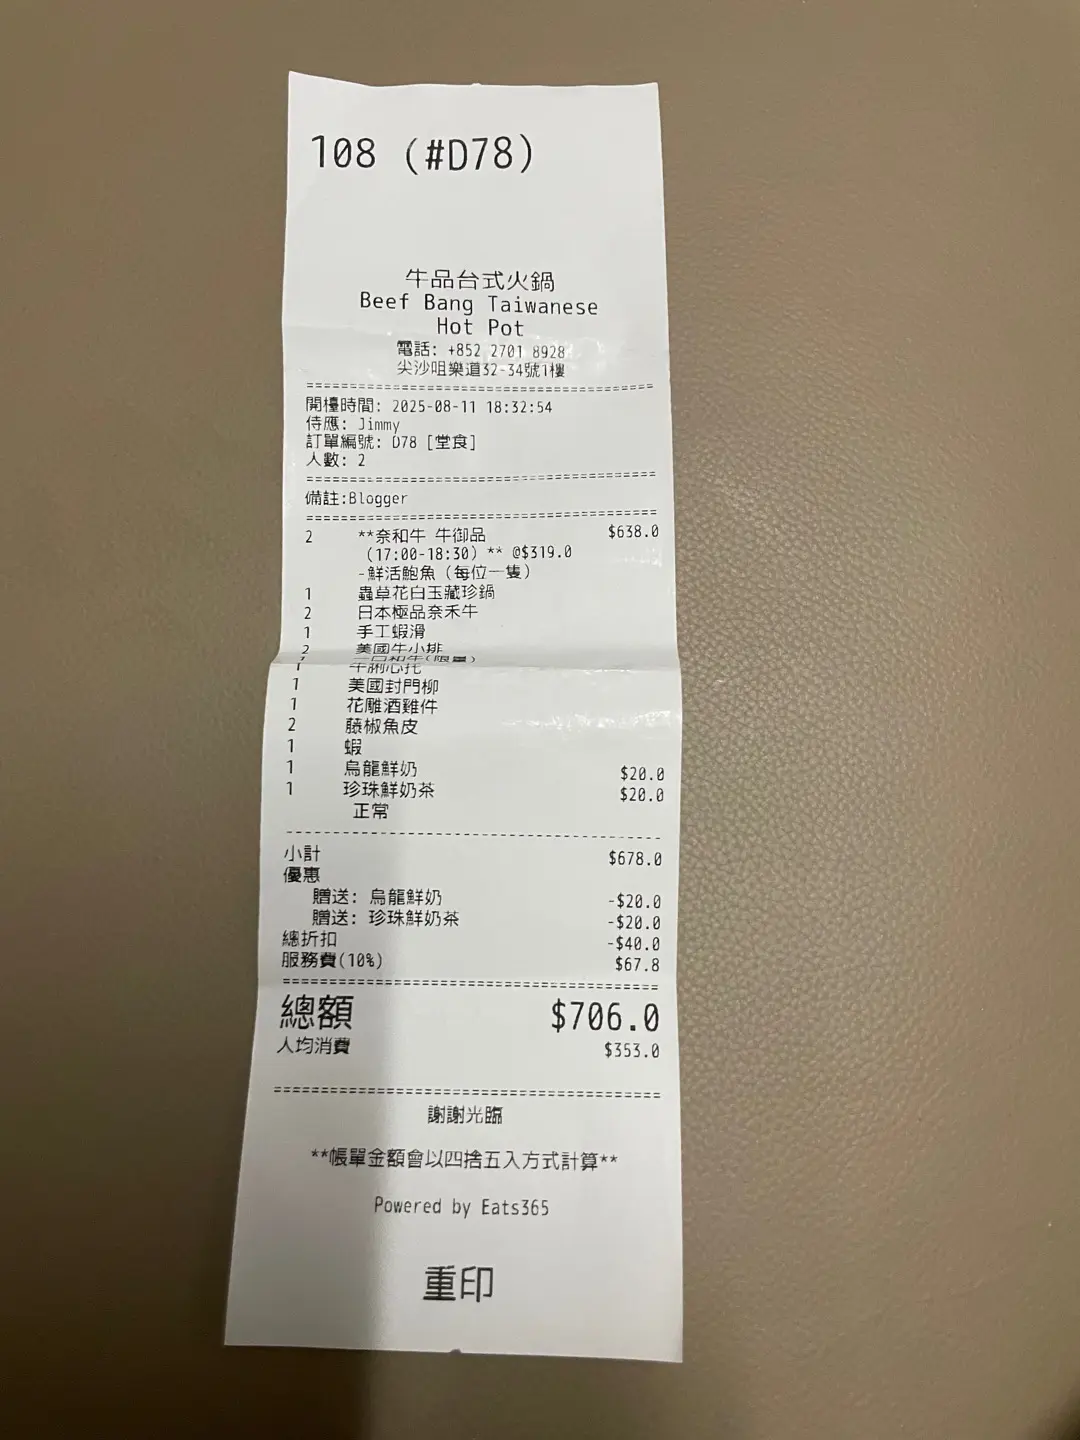 108 (#D78)
牛品台式火鍋
Beef Bang Taiwanese
Hot Pot
電話: +852 2701 8928
尖沙咀樂道32-34號1樓
開檯時間: 2025-08-11 18:32:54
侍應: Jimmy
訂單編號: D78 [堂食]
人數: 2
備註:Blogger
2 **奈和牛 牛御品 $638.0
(17:00-18:30) ** @$319.0
-鮮活鮑魚 (每位一隻)
1 蟲草花白玉藏珍鍋
2 日本極品奈禾牛
1 手工蝦滑
2 美國牛小排
1
1 美國封門柳
1 花雕酒雞件
2 藤椒魚皮
1 蝦
1 烏龍鮮奶 $20.0
1 珍珠鮮奶茶 $20.0
正常
小計 $678.0
優惠
贈送: 烏龍鮮奶 -$20.0
贈送: 珍珠鮮奶茶 -$20.0
總折扣 -$40.0
服務費(10%) $67.8
總額 $706.0
人均消費 $353.0
謝謝光臨
**帳單金額會以四捨五入方式計算**
Powered by Eats365
重印